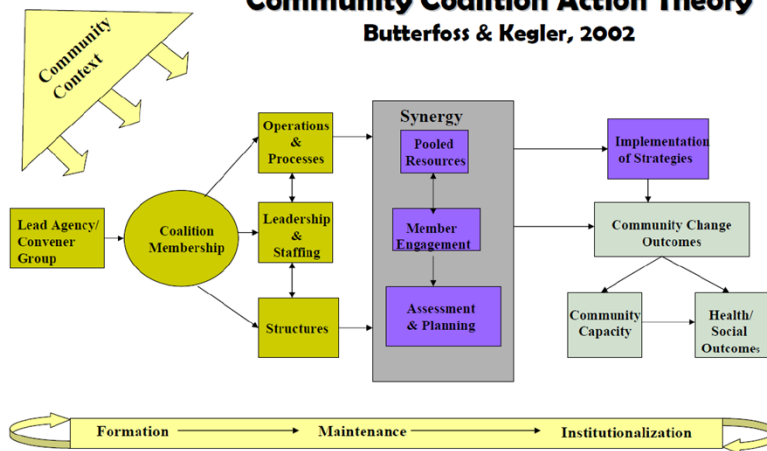 Community Coalition Action Theory
Butterfoss & Kegler, 2002
Community
Context
Lead Agency/
Convener
Group
Coalition
Membership
Operations
&
Processes
Leadership
&
Staffing
Structures
Synergy
Pooled
Resources
Member
Engagement
Assessment
& Planning
Implementation
of Strategies
Community Change
Outcomes
Community
Capacity
Health/
Social
Outcomes
Formation
Maintenance
Institutionalization